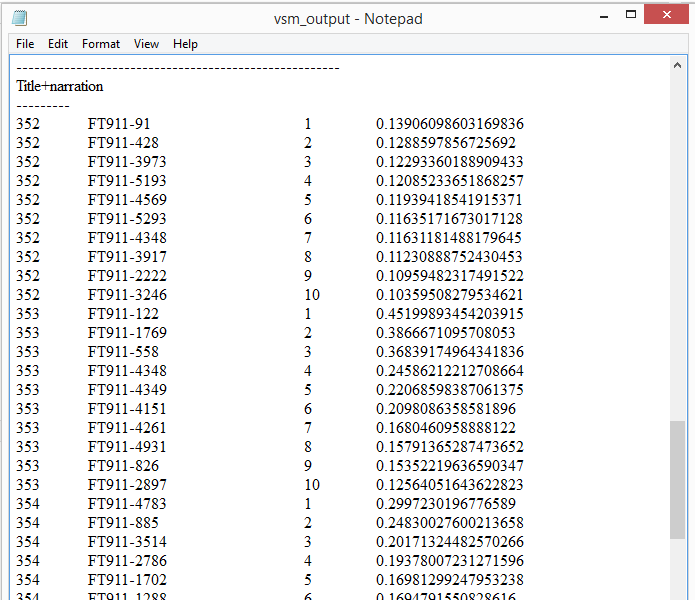 vsm_output - Notepad
File Edit Format View Help
------------------------------------------------------
Title+narration
---------
352 FT911-91 1 0.13906098603169836
352 FT911-428 2 0.1288597856725692
352 FT911-3973 3 0.12293360188909433
352 FT911-5193 4 0.12085233651868257
352 FT911-4569 5 0.11939418541915371
352 FT911-5293 6 0.11635171673017128
352 FT911-4348 7 0.11631181488179645
352 FT911-3917 8 0.11230888752430453
352 FT911-2222 9 0.10959482317491522
352 FT911-3246 10 0.10359508279534621
353 FT911-122 1 0.45199893454203915
353 FT911-1769 2 0.3866671095708053
353 FT911-558 3 0.36839174964341836
353 FT911-4348 4 0.24586212212708664
353 FT911-4349 5 0.22068598387061375
353 FT911-4151 6 0.2098086358581896
353 FT911-4261 7 0.1680460958888122
353 FT911-4931 8 0.15791365287473652
353 FT911-826 9 0.15352219636590347
353 FT911-2897 10 0.12564051643622823
354 FT911-4783 1 0.2997230196776589
354 FT911-885 2 0.24830027600213658
354 FT911-3514 3 0.20171324482570266
354 FT911-2786 4 0.19378007231271596
354 FT911-1702 5 0.16981299247953238
354 FT911-1288 6 0.1694791550828616